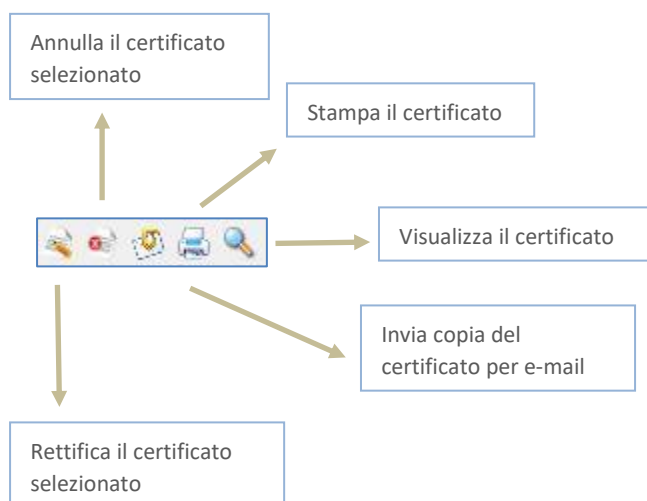 Annulla il certificato
selezionato
Stampa il certificato
Visualizza il certificato
Invia copia del
certificato per e-mail
Rettifica il certificato
selezionato